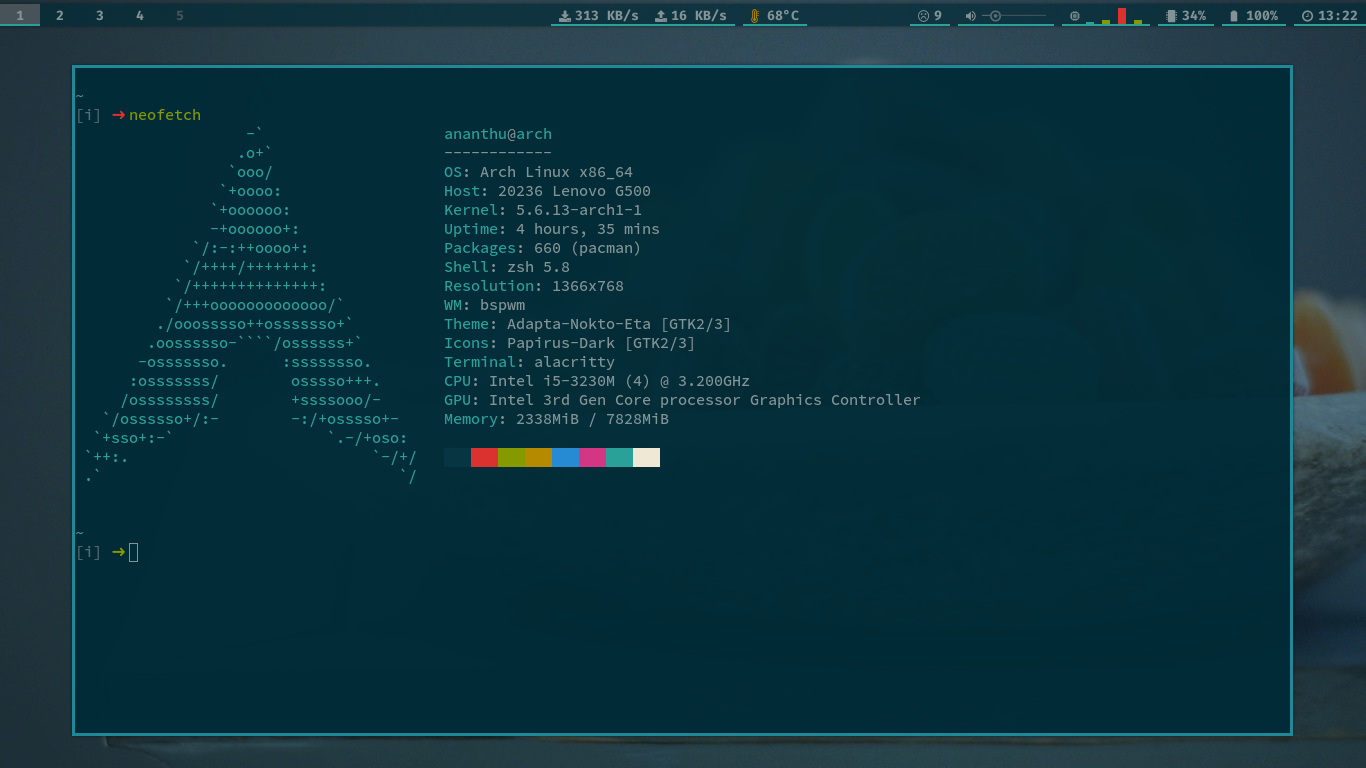 1 2 3 4 5 313 KB/s 16 KB/s 68°C 9 34% 100% 13:22
~
[i] ➜ neofetch
                   -`
                  .o+`
                 `ooo/
                `+oooo:
               `+oooooo:
               -+oooooo+:
             `/:-:++oooo+:
            `/++++/+++++++:
           `/++++++++++++++:
          `/+++ooooooooooooo/`
         ./ooosssso++osssssso+`
        .oossssso-````/ossssss+`
       -osssssso.      :ssssssso.
      :osssssss/        osssso+++.
     /ossssssss/        +ssssooo/-
   `/ossssso+/:-        -:/+osssso+-
  `+sso+:-`                 `.-/+oso:
 `++:.                           `-/+/
 .`                                 `/
ananthu@arch
------------
OS: Arch Linux x86_64
Host: 20236 Lenovo G500
Kernel: 5.6.13-arch1-1
Uptime: 4 hours, 35 mins
Packages: 660 (pacman)
Shell: zsh 5.8
Resolution: 1366x768
WM: bspwm
Theme: Adapta-Nokto-Eta [GTK2/3]
Icons: Papirus-Dark [GTK2/3]
Terminal: alacritty
CPU: Intel i5-3230M (4) @ 3.200GHz
GPU: Intel 3rd Gen Core processor Graphics Controller
Memory: 2338MiB / 7828MiB
~
[i] ➜